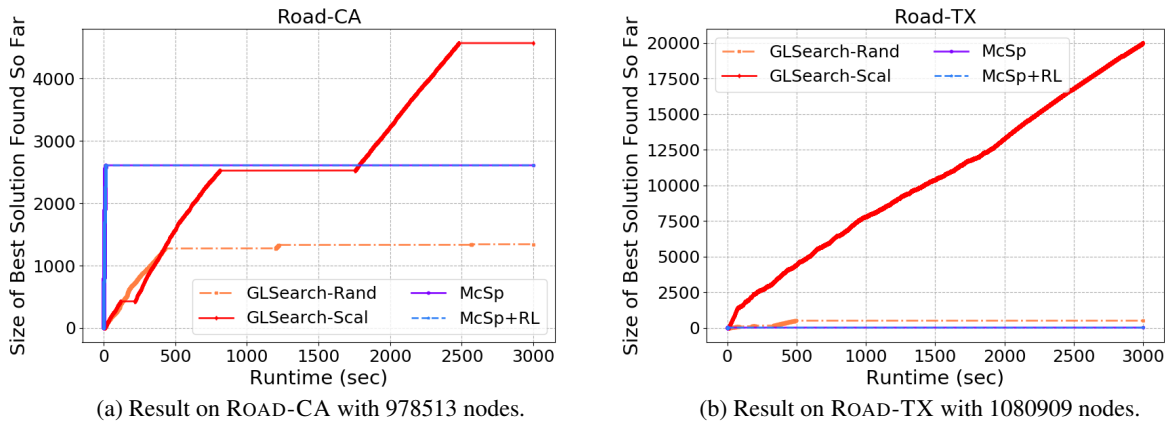 Road-CA
Size of Best Solution Found So Far
4000
3000
2000
1000
0
GLSearch-Rand
GLSearch-Scal
McSp
McSp+RL
0
500
1000
1500
2000
2500
3000
Runtime (sec)
(a) Result on ROAD-CA with 978513 nodes.
Road-TX
Size of Best Solution Found So Far
20000
17500
15000
12500
10000
7500
5000
2500
0
GLSearch-Rand
GLSearch-Scal
McSp
McSp+RL
0
500
1000
1500
2000
2500
3000
Runtime (sec)
(b) Result on ROAD-TX with 1080909 nodes.